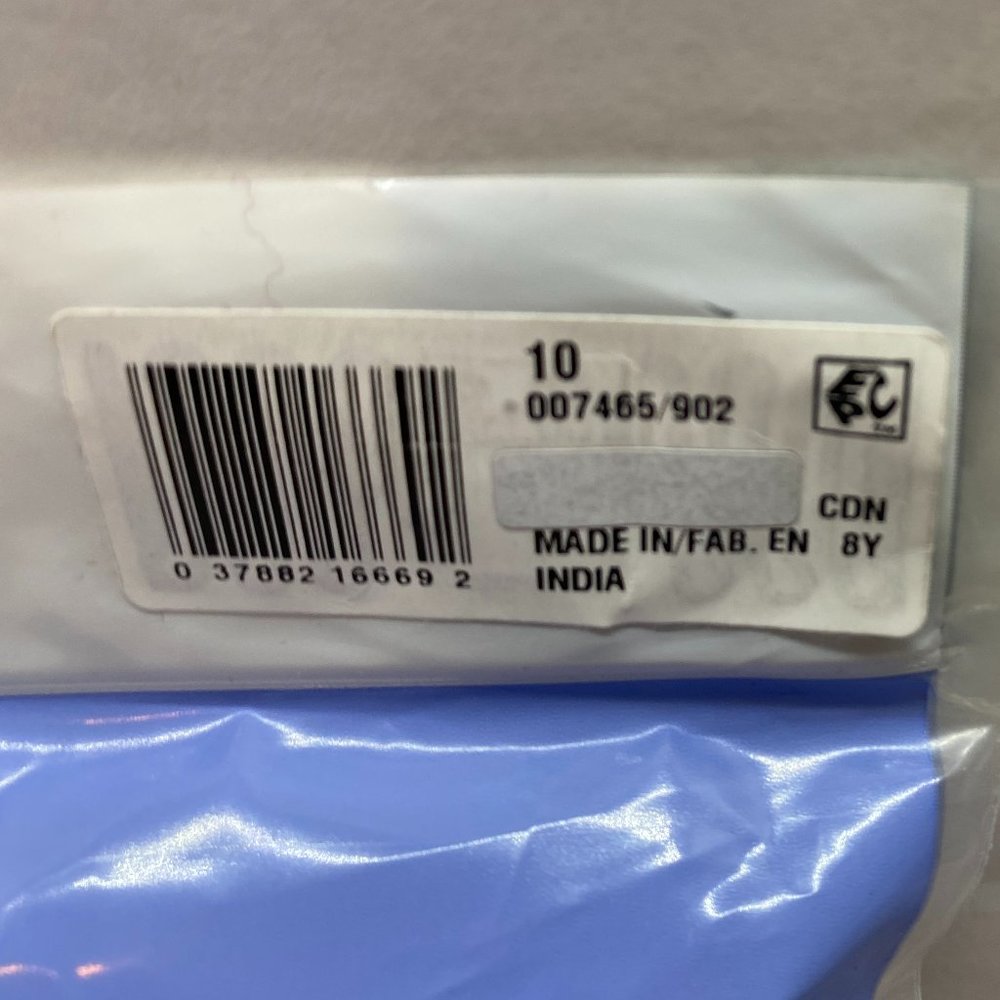 10
007465/902
CDN
MADE IN/FAB. EN 8Y
INDIA
0 37882 16669 2